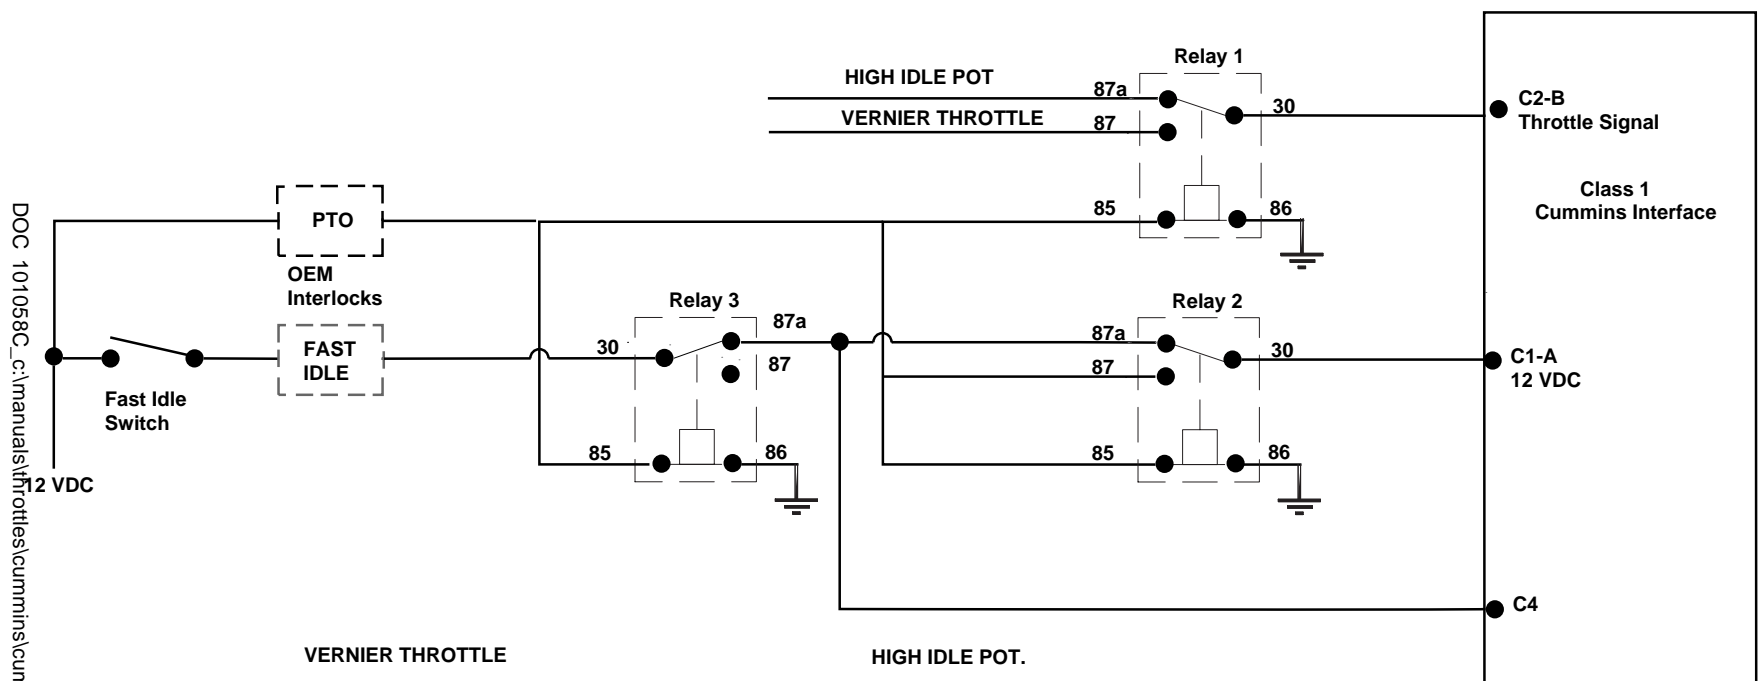 Relay 1
HIGH IDLE POT
87a
30
C2-B
Throttle Signal
VERNIER THROTTLE
87
Class 1
Cummins Interface
PTO
85
86
OEM
Interlocks
Relay 3
Relay 2
87a
87a
30
FAST
IDLE
30
C1-A
12 VDC
87
87
Fast Idle
Switch
85
86
85
86
12 VDC
C4
VERNIER THROTTLE
HIGH IDLE POT.
DOC 101058C_c:\manuals\throttles\cummins\cum